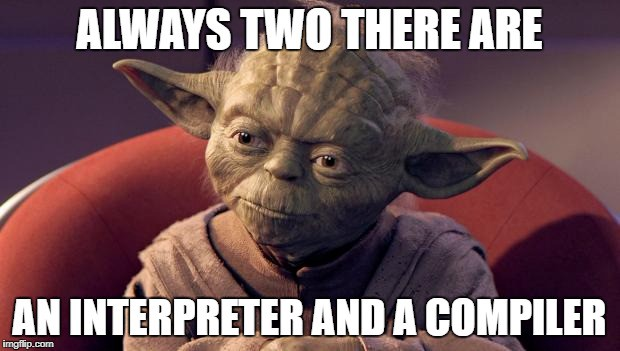 ALWAYS TWO THERE ARE
AN INTERPRETER AND A COMPILER
imgflip.com